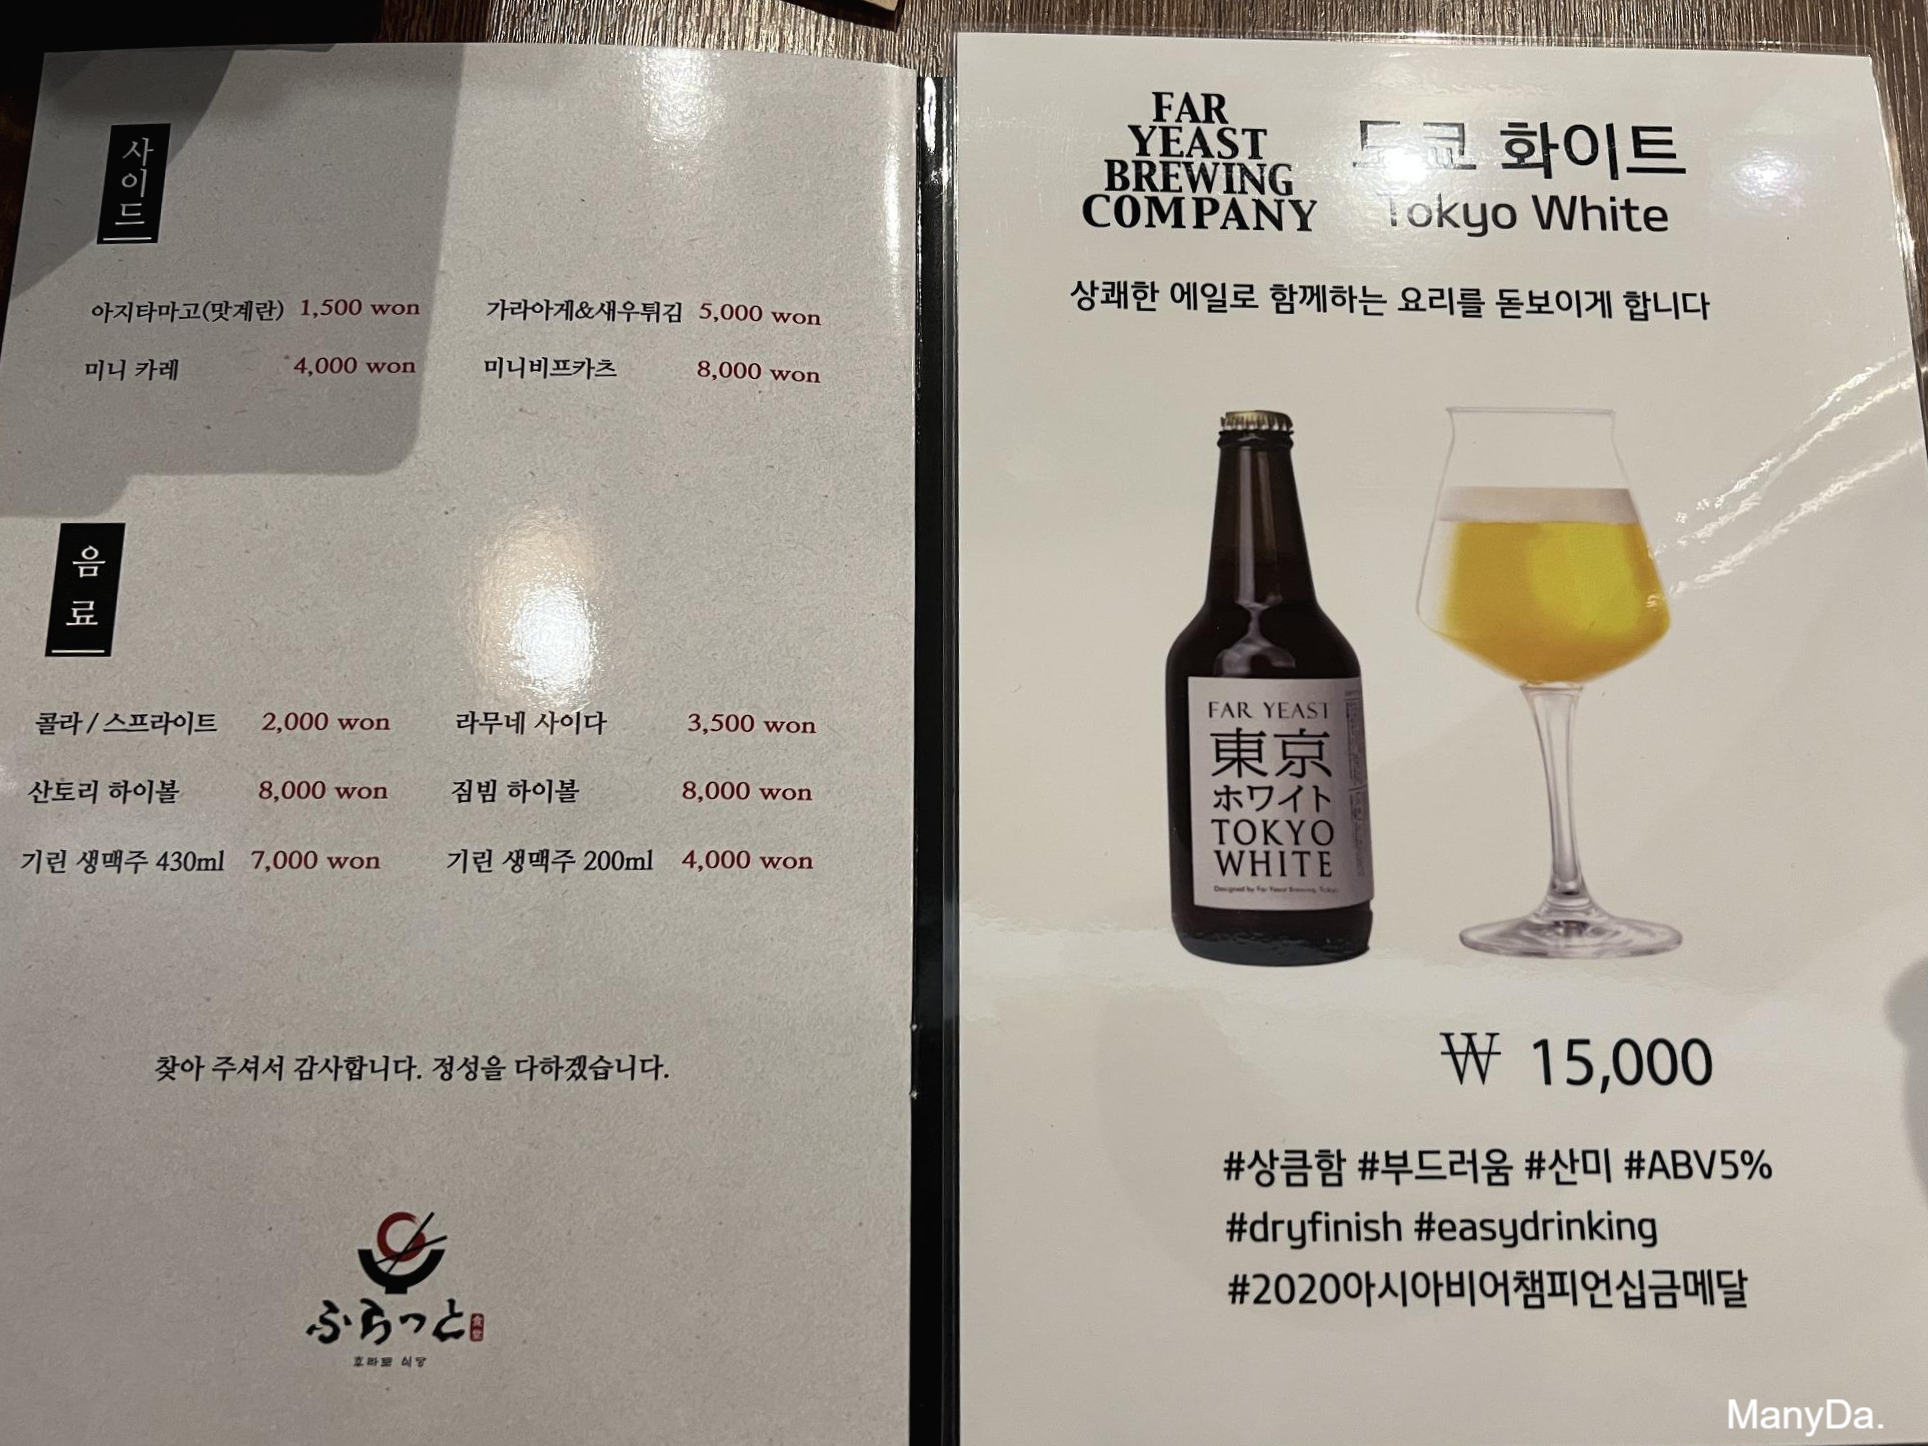 사이드
아지타마고(맛계란) 1,500 won 가라아게&새우튀김 5,000 won
미니 카레 4,000 won 미니비프카츠 8,000 won
음료
콜라 / 스프라이트 2,000 won 라무네 사이다 3,500 won
산토리 하이볼 8,000 won 짐빔 하이볼 8,000 won
기린 생맥주 430ml 7,000 won 기린 생맥주 200ml 4,000 won
찾아 주셔서 감사합니다. 정성을 다하겠습니다.
ふらっと 食堂
후라토 식당
FAR
YEAST
BREWING
COMPANY
도쿄 화이트
Tokyo White
상쾌한 에일로 함께하는 요리를 돋보이게 합니다
FAR YEAST
東京
ホワイト
TOKYO
WHITE
Designed by Far Yeast Brewing, Tokyo
₩ 15,000
#상큼함 #부드러움 #산미 #ABV5%
#dryfinish #easydrinking
#2020아시아비어챔피언십금메달
ManyDa.